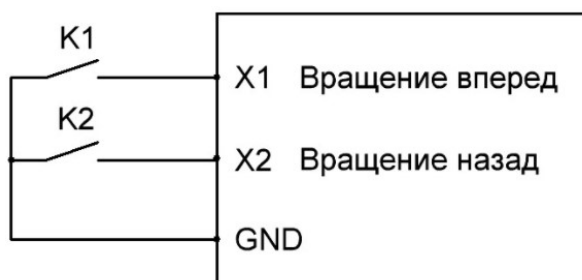 K1
X1 Вращение вперед
K2
X2 Вращение назад
GND